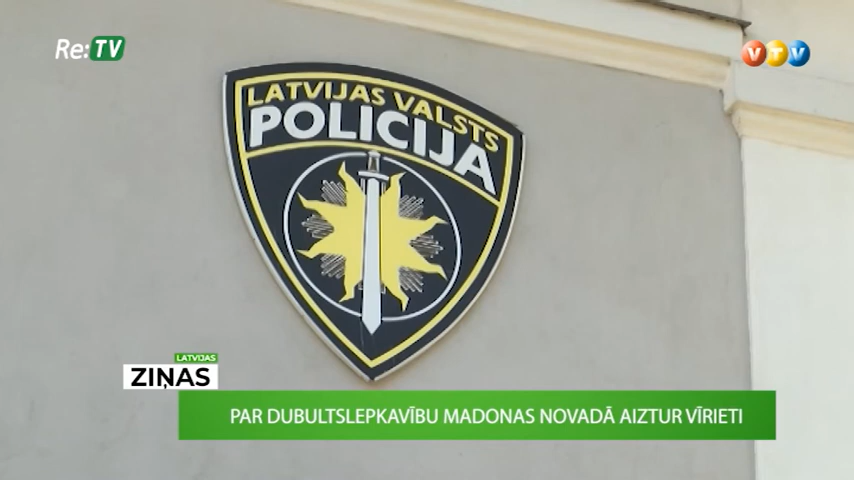 Re:TV
VTV
LATVIJAS VALSTS
POLICIJA
LATVIJAS
ZIŅAS
PAR DUBULTSLEPKAVĪBU MADONAS NOVADĀ AIZTUR VĪRIETI